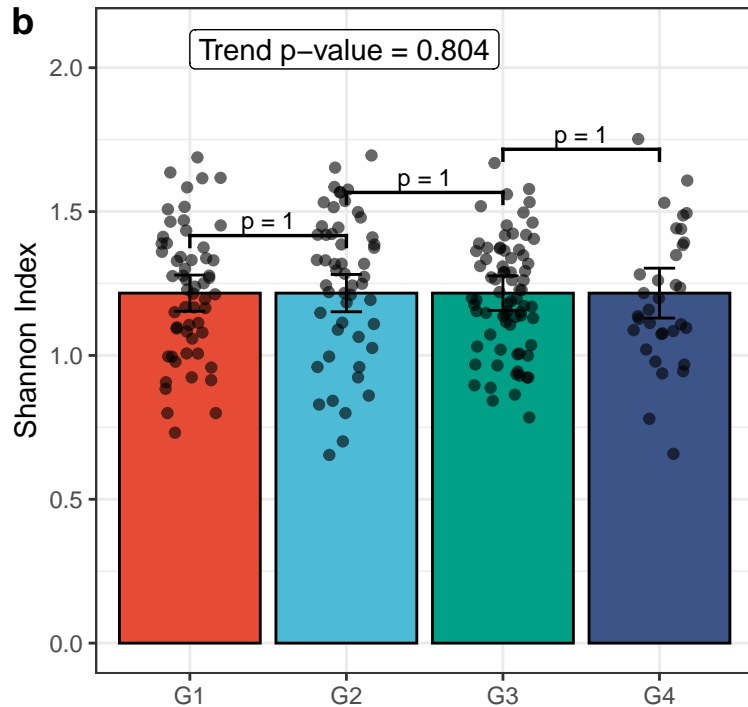 b
Trend p−value = 0.804
2.0
p = 1
p = 1
1.5
p = 1
Shannon Index
1.0
0.5
0.0
G1 G2 G3 G4